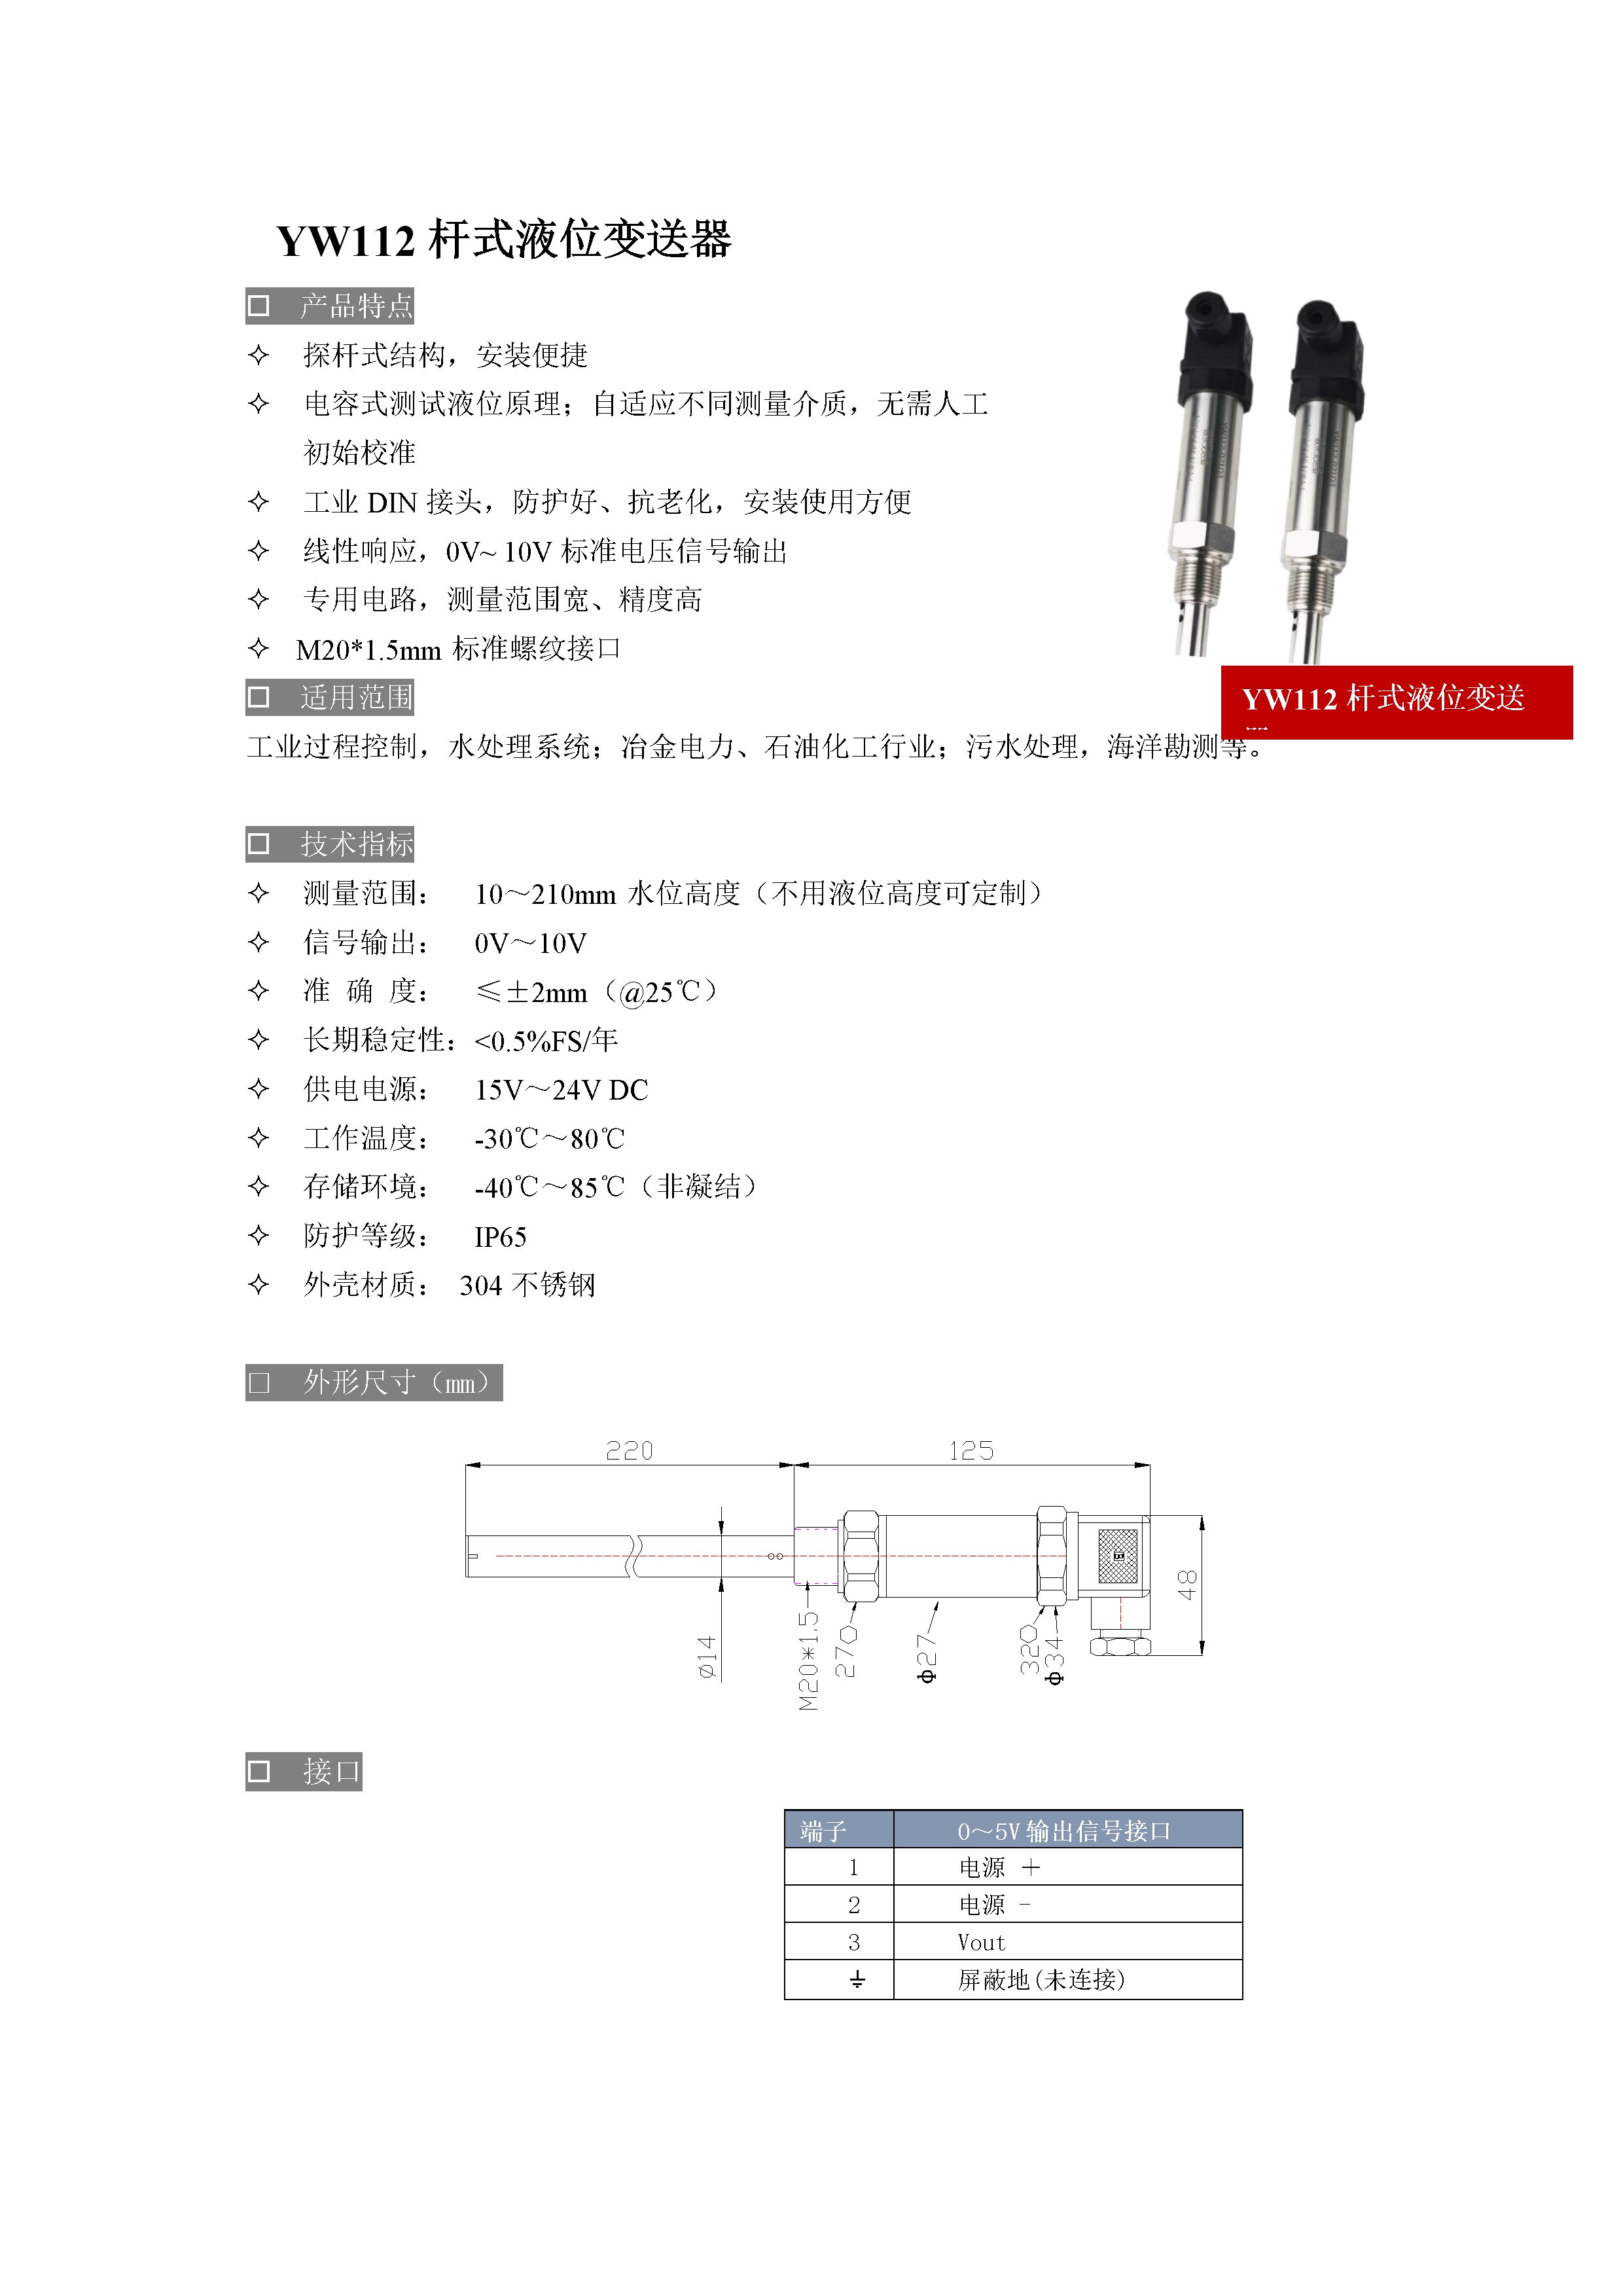 YW112 杆式液位变送器
□ 产品特点
✧ 探杆式结构，安装便捷
✧ 电容式测试液位原理；自适应不同测量介质，无需人工
初始校准
✧ 工业 DIN 接头，防护好、抗老化，安装使用方便
✧ 线性响应，0V~ 10V 标准电压信号输出
✧ 专用电路，测量范围宽、精度高
✧ M20*1.5mm 标准螺纹接口
YW112 杆式液位变送
□ 适用范围
工业过程控制，水处理系统；冶金电力、石油化工行业；污水处理，海洋勘测等。
□ 技术指标
✧ 测量范围： 10～210mm 水位高度（不用液位高度可定制）
✧ 信号输出： 0V～10V
✧ 准 确 度： ≤±2mm（@25℃）
✧ 长期稳定性：<0.5%FS/年
✧ 供电电源： 15V～24V DC
✧ 工作温度： -30℃～80℃
✧ 存储环境： -40℃～85℃（非凝结）
✧ 防护等级： IP65
✧ 外壳材质： 304 不锈钢
□ 外形尺寸（mm）
220
125
Ø14
M20*1.5
27⬡
ф27
32⬡
ф34
48
□ 接口
端子 0～5V 输出信号接口
1 电源 ＋
2 电源 -
3 Vout
⏚ 屏蔽地(未连接)